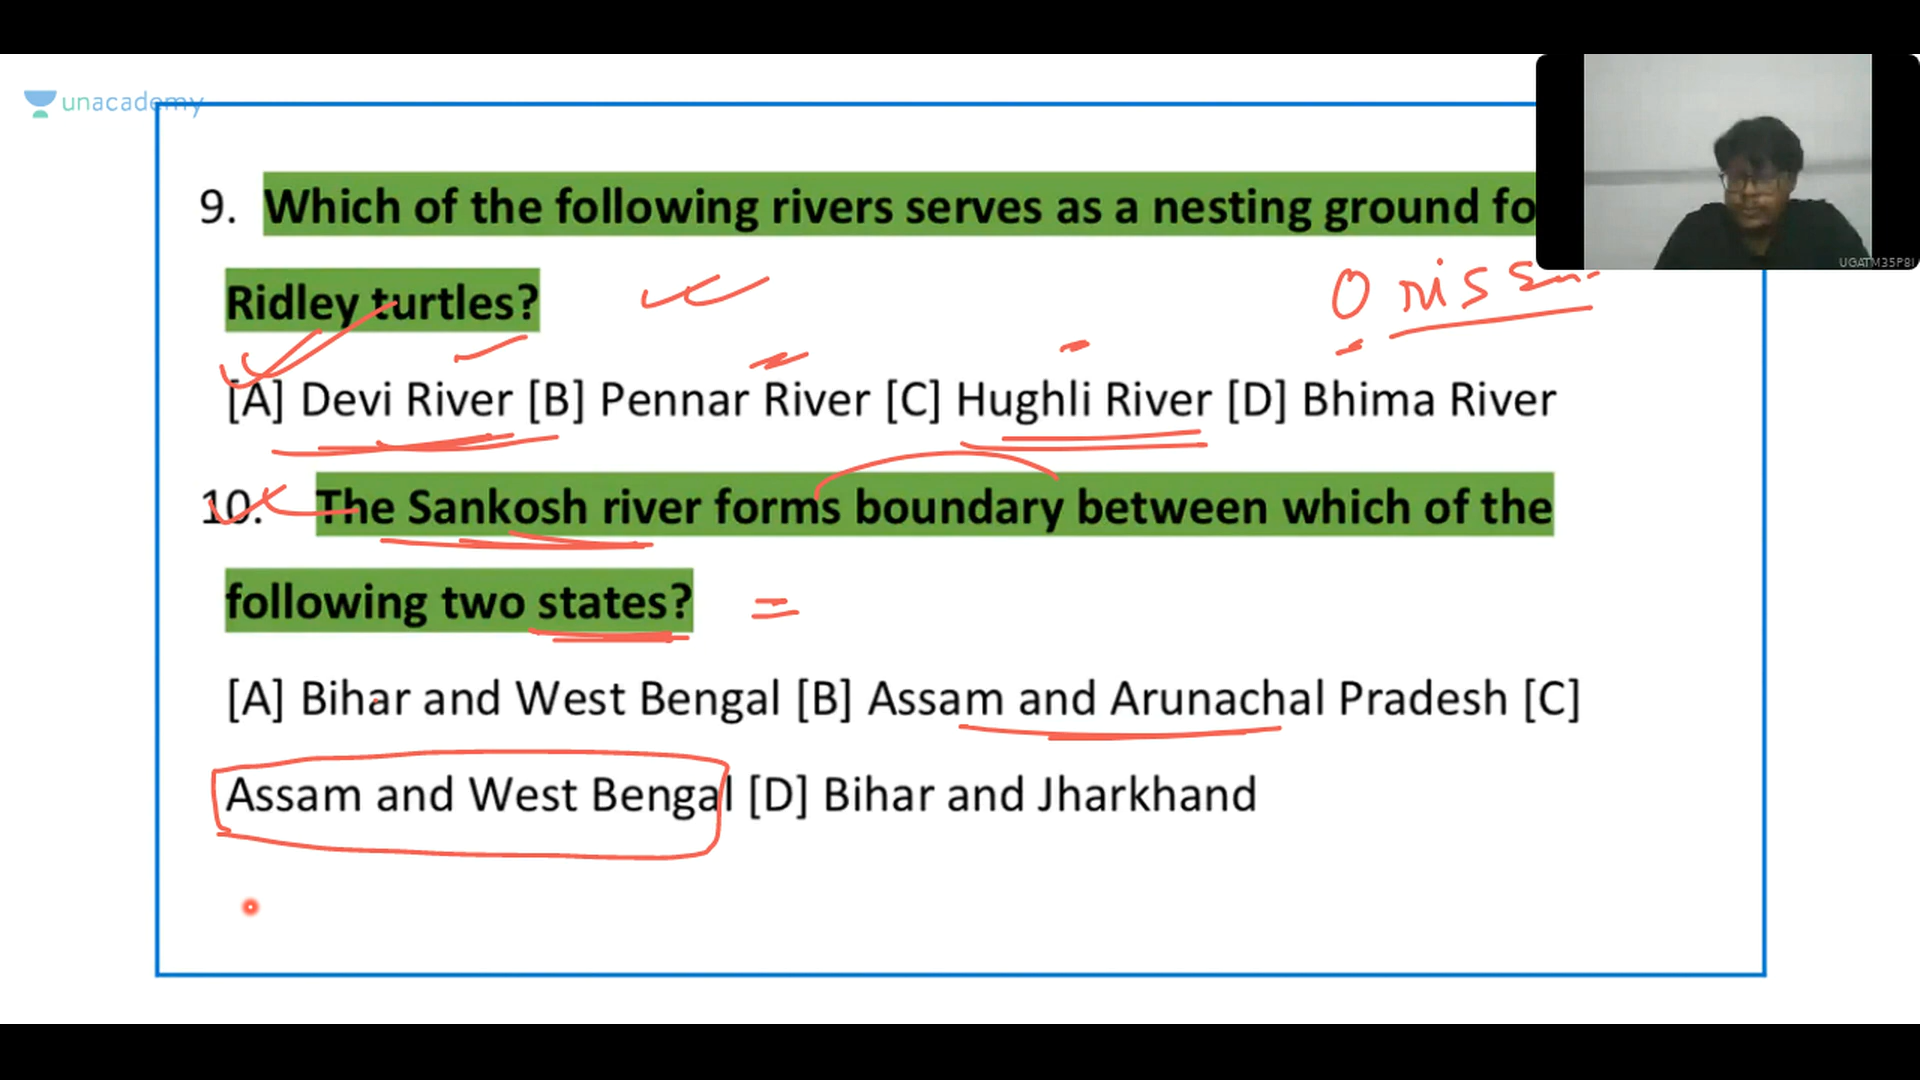 unacademy
9. Which of the following rivers serves as a nesting ground fo
UGATM35P8I
Ridley turtles?
Orissa
[A] Devi River [B] Pennar River [C] Hughli River [D] Bhima River
10. The Sankosh river forms boundary between which of the
following two states?
[A] Bihar and West Bengal [B] Assam and Arunachal Pradesh [C]
Assam and West Bengal [D] Bihar and Jharkhand